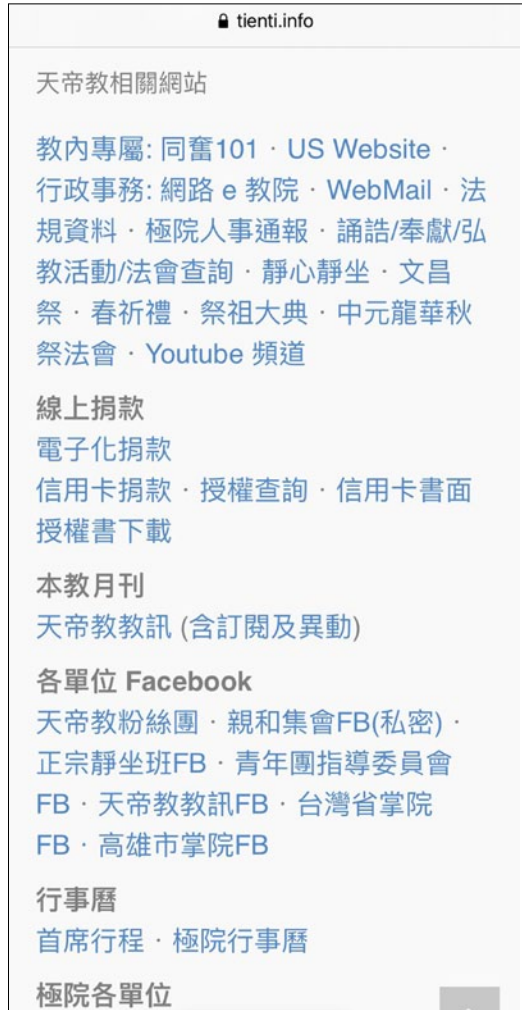 tienti.info
天帝教相關網站
教內專屬: 同奮101 · US Website ·
行政事務: 網路 e 教院 · WebMail · 法
規資料 · 極院人事通報 · 誦誥/奉獻/弘
教活動/法會查詢 · 靜心靜坐 · 文昌
祭 · 春祈禮 · 祭祖大典 · 中元龍華秋
祭法會 · Youtube 頻道
線上捐款
電子化捐款
信用卡捐款 · 授權查詢 · 信用卡書面
授權書下載
本教月刊
天帝教教訊 (含訂閱及異動)
各單位 Facebook
天帝教粉絲團 · 親和集會FB(私密) ·
正宗靜坐班FB · 青年團指導委員會
FB · 天帝教教訊FB · 台灣省掌院
FB · 高雄市掌院FB
行事曆
首席行程 · 極院行事曆
極院各單位